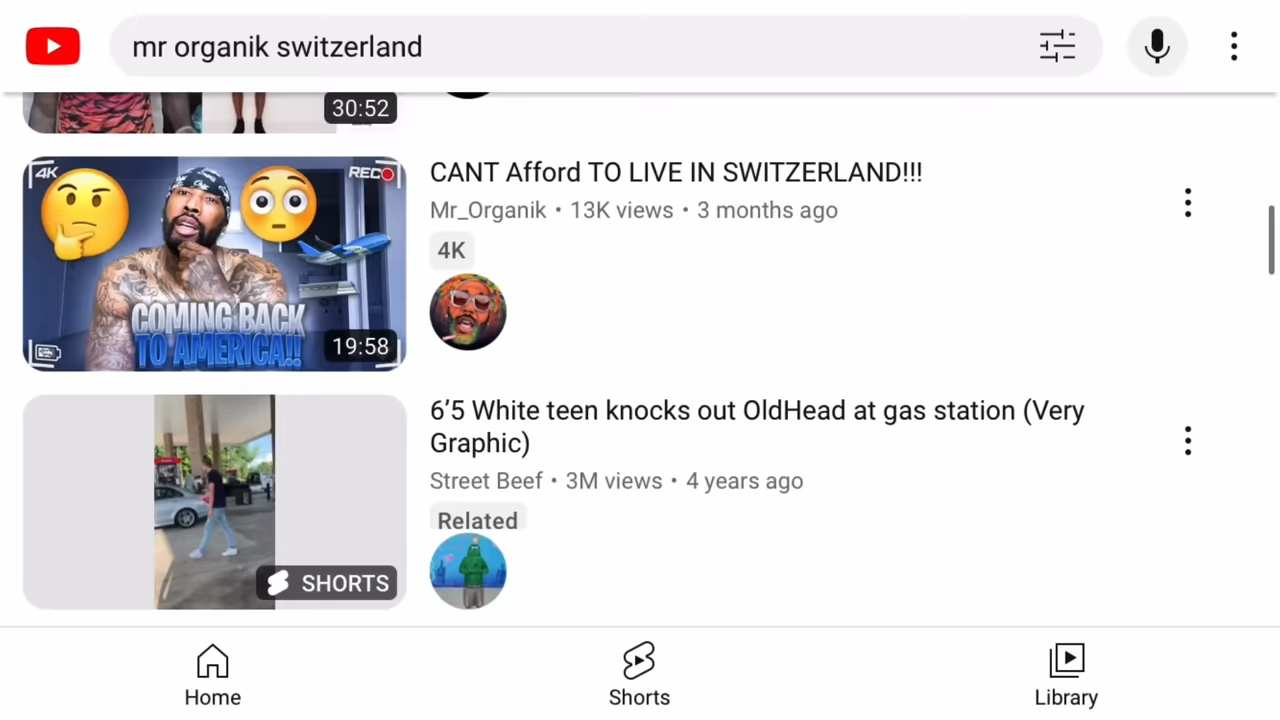 mr organik switzerland
30:52
4K
REC
COMING BACK
TO AMERICA!!
19:58
CANT Afford TO LIVE IN SWITZERLAND!!!
Mr_Organik • 13K views • 3 months ago
4K
SHORTS
6’5 White teen knocks out OldHead at gas station (Very
Graphic)
Street Beef • 3M views • 4 years ago
Related
Home
Shorts
Library